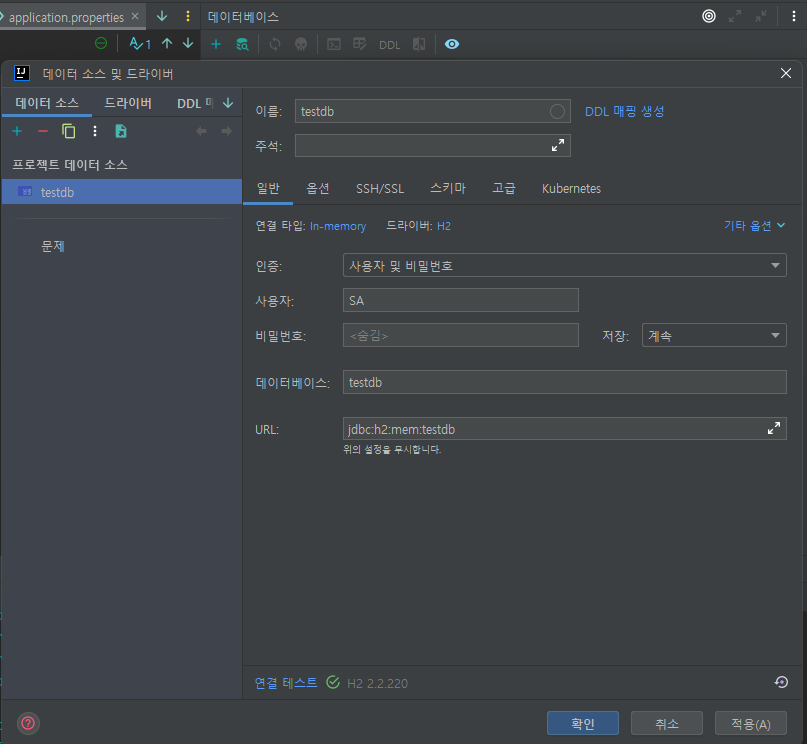 application.properties
데이터베이스
1
DDL
데이터 소스 및 드라이버
데이터 소스
드라이버
DDL
프로젝트 데이터 소스
testdb
문제
이름:
testdb
DDL 매핑 생성
주석:
일반
옵션
SSH/SSL
스키마
고급
Kubernetes
연결 타입: In-memory
드라이버: H2
기타 옵션
인증:
사용자 및 비밀번호
사용자:
SA
비밀번호:
<숨김>
저장:
계속
데이터베이스:
testdb
URL:
jdbc:h2:mem:testdb
위의 설정을 무시합니다.
연결 테스트
H2 2.2.220
확인
취소
적용(A)